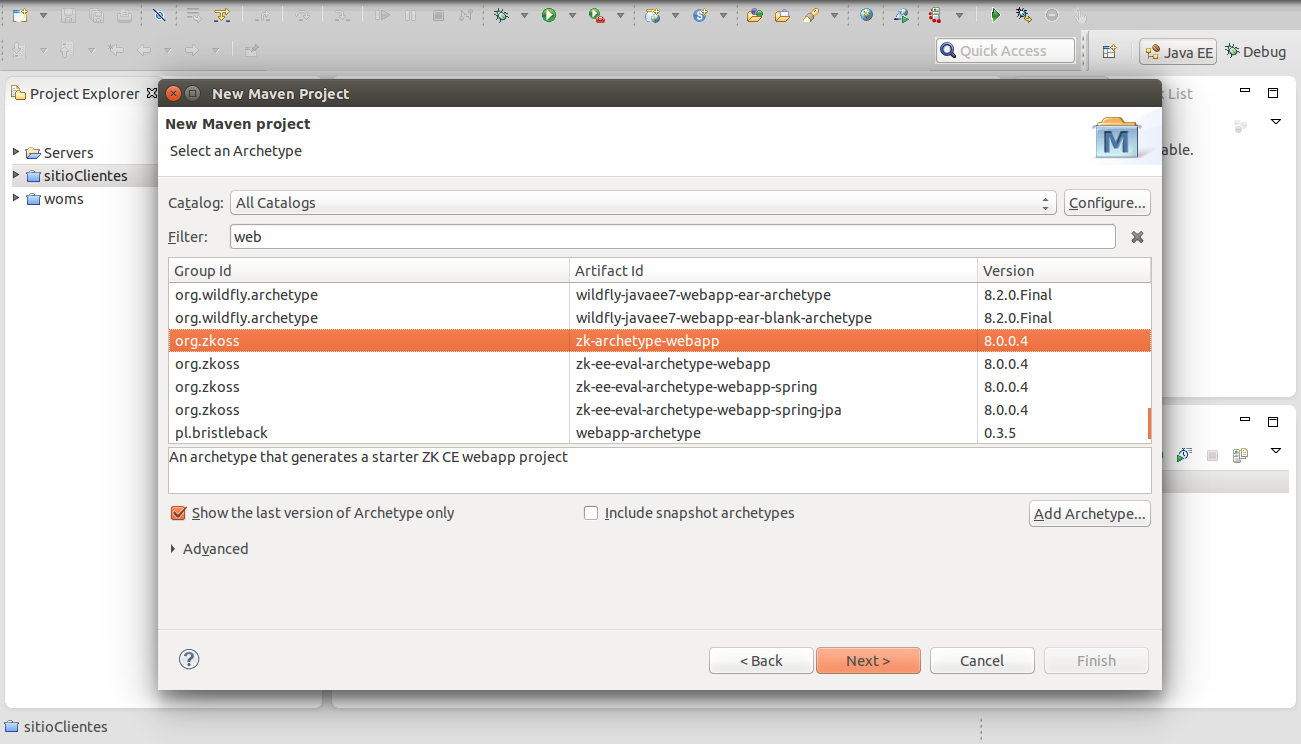 Quick Access
Java EE
Debug
Project Explorer
New Maven Project
List
New Maven project
Select an Archetype
M
able.
Servers
sitioClientes
woms
Catalog: All Catalogs Configure...
Filter: web
Group Id Artifact Id Version
org.wildfly.archetype wildfly-javaee7-webapp-ear-archetype 8.2.0.Final
org.wildfly.archetype wildfly-javaee7-webapp-ear-blank-archetype 8.2.0.Final
org.zkoss zk-archetype-webapp 8.0.0.4
org.zkoss zk-ee-eval-archetype-webapp 8.0.0.4
org.zkoss zk-ee-eval-archetype-webapp-spring 8.0.0.4
org.zkoss zk-ee-eval-archetype-webapp-spring-jpa 8.0.0.4
pl.bristleback webapp-archetype 0.3.5
An archetype that generates a starter ZK CE webapp project
Show the last version of Archetype only Include snapshot archetypes Add Archetype...
Advanced
? < Back Next > Cancel Finish
sitioClientes